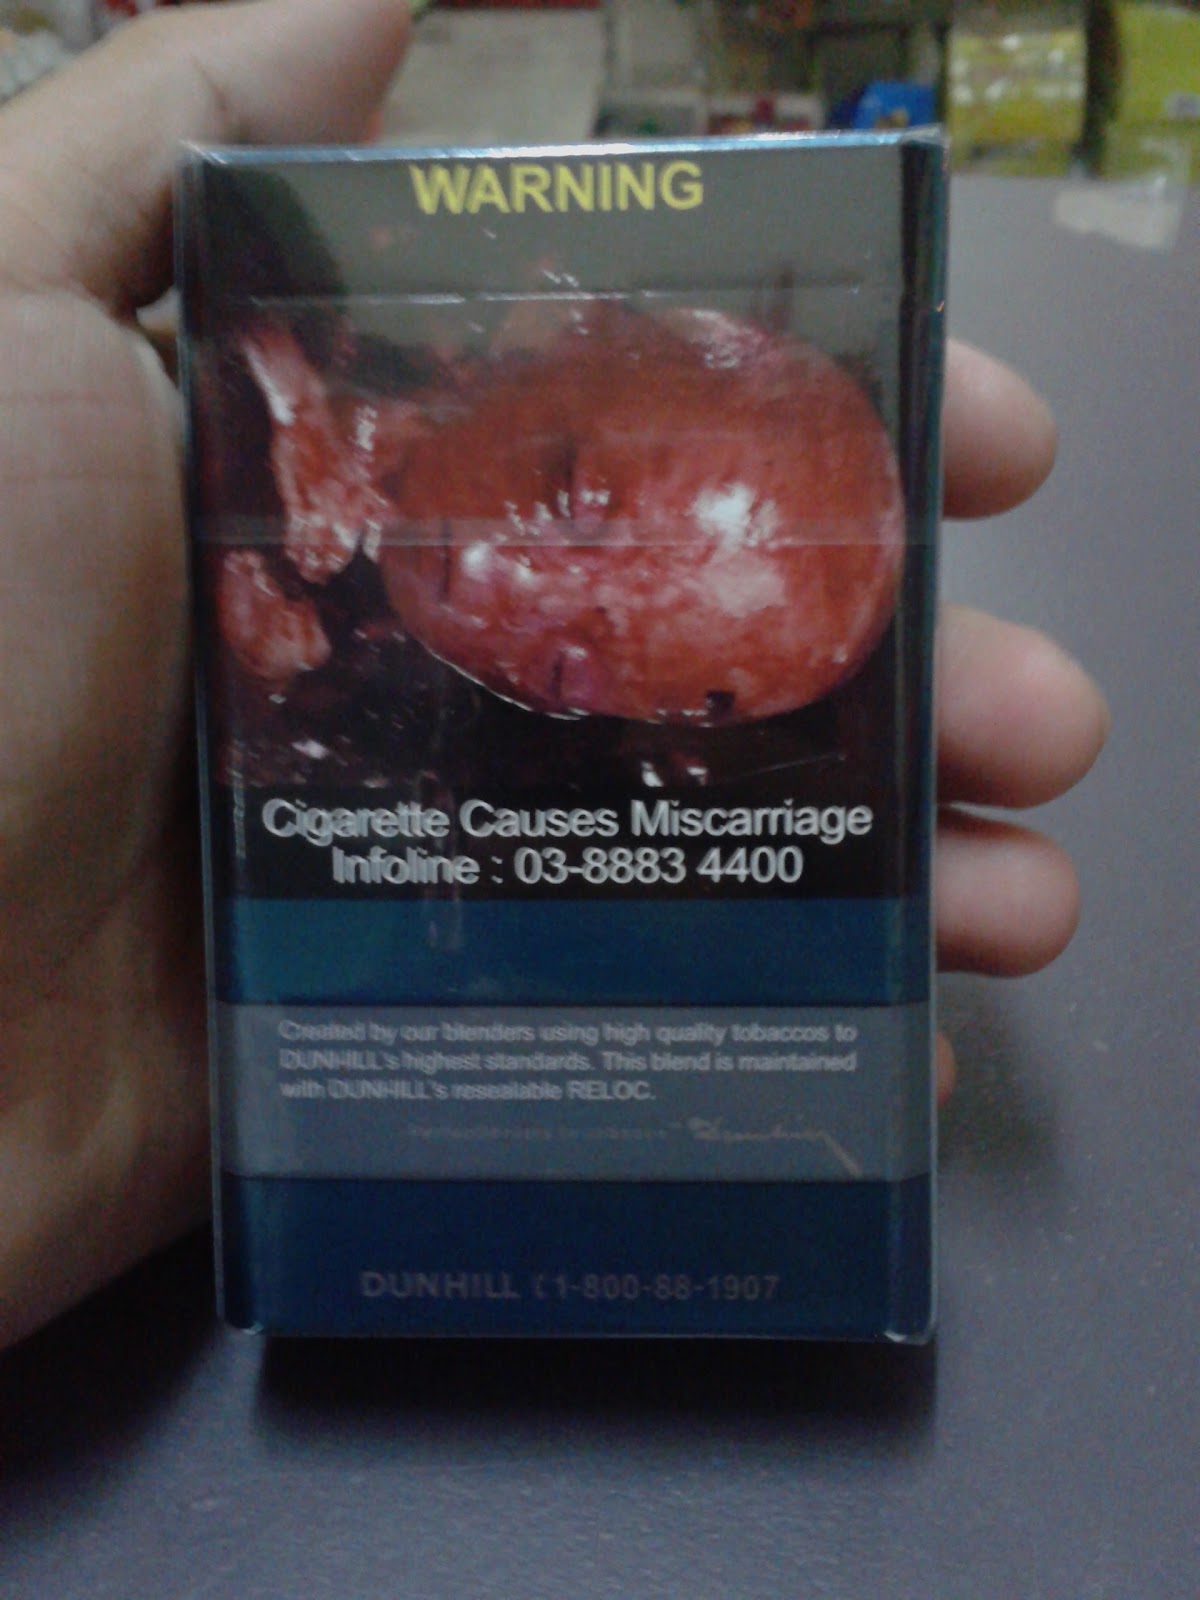 WARNING
Cigarette Causes Miscarriage
Infoline : 03-8883 4400
Created by our blenders using high quality tobaccos to
DUNHILL's highest standards. This blend is maintained
with DUNHILL's resealable RELOC.
DUNHILL ( 1-800-88-1907